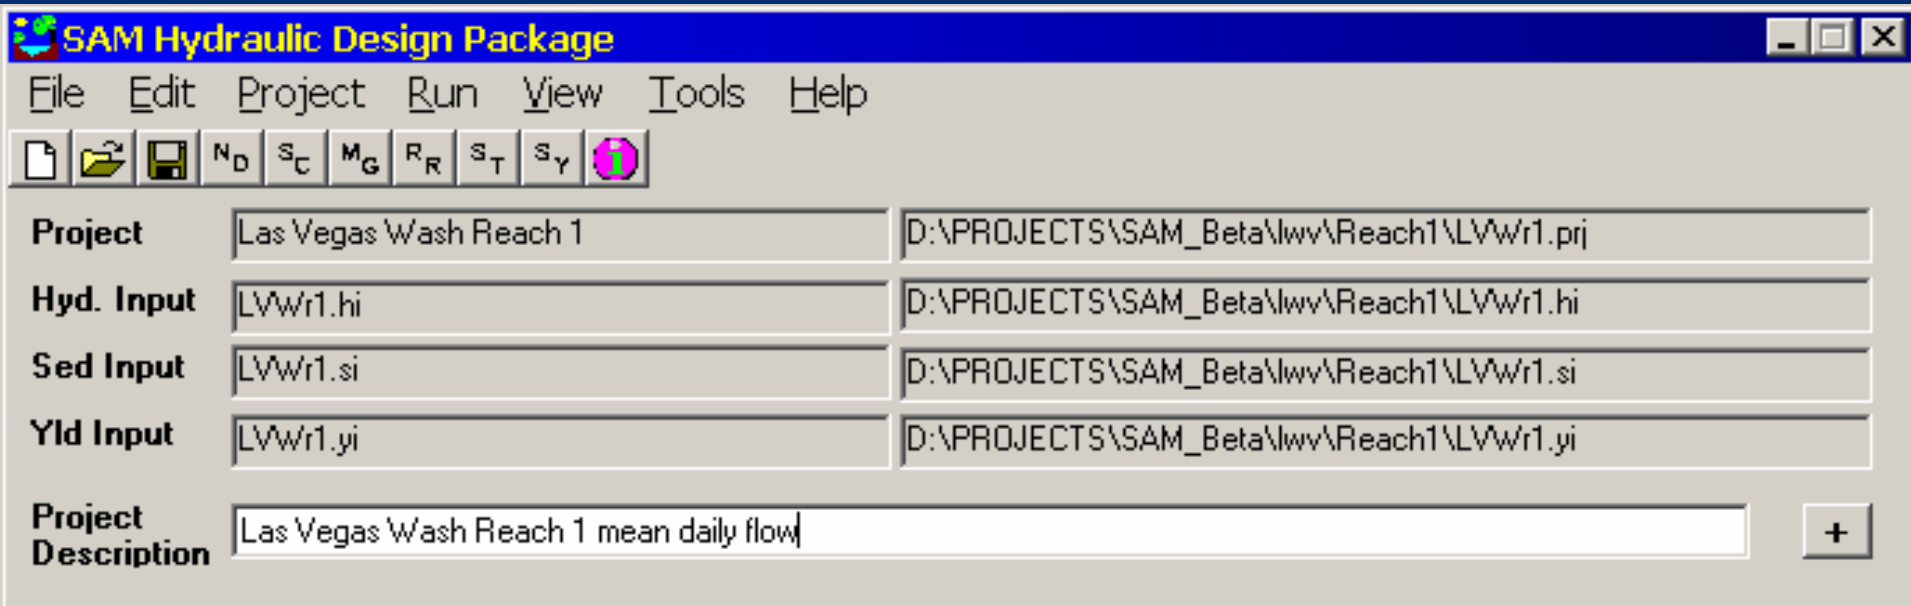 SAM Hydraulic Design Package
File Edit Project Run View Tools Help
ND SC MG RR ST SY i
Project Las Vegas Wash Reach 1 D:\PROJECTS\SAM_Beta\lwv\Reach1\LVWr1.prj
Hyd. Input LVWr1.hi D:\PROJECTS\SAM_Beta\lwv\Reach1\LVWr1.hi
Sed Input LVWr1.si D:\PROJECTS\SAM_Beta\lwv\Reach1\LVWr1.si
Yld Input LVWr1.yi D:\PROJECTS\SAM_Beta\lwv\Reach1\LVWr1.yi
Project
Description Las Vegas Wash Reach 1 mean daily flow +